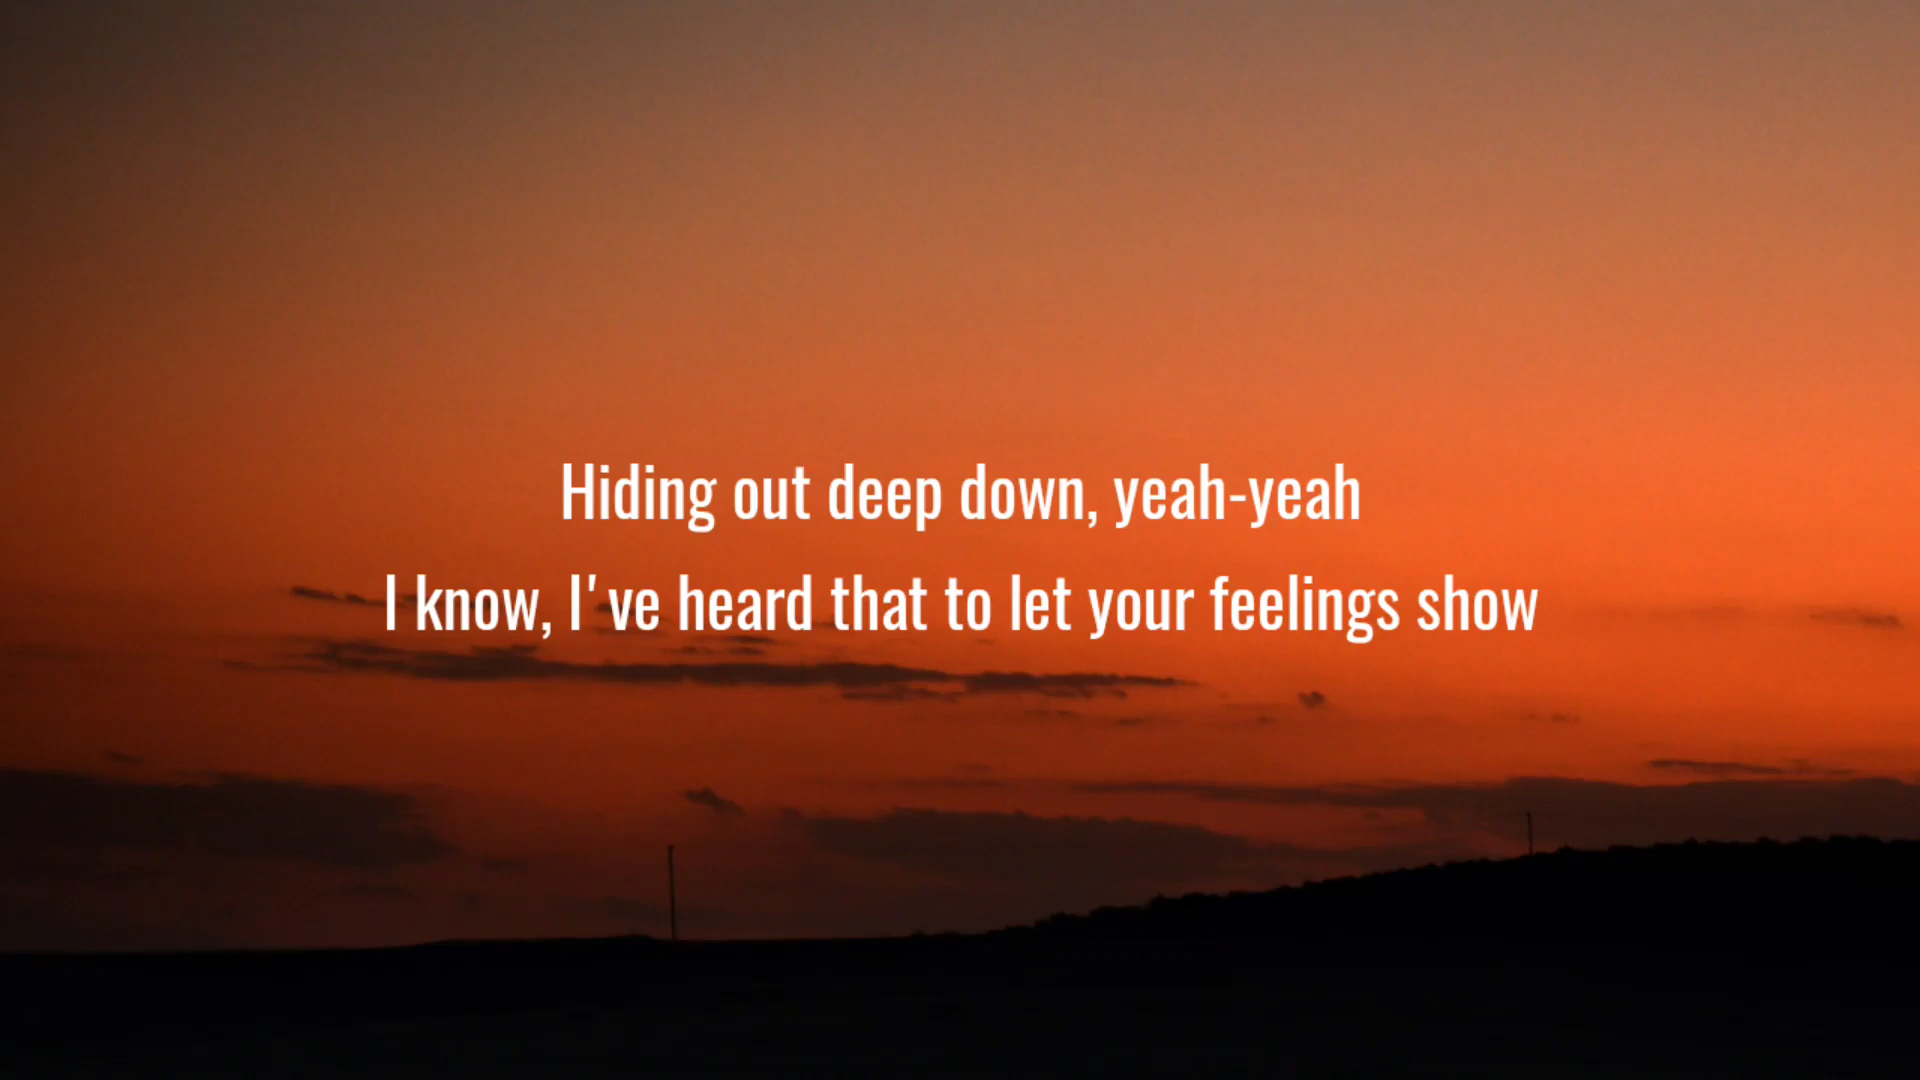 Hiding out deep down, yeah-yeah
I know, I've heard that to let your feelings show